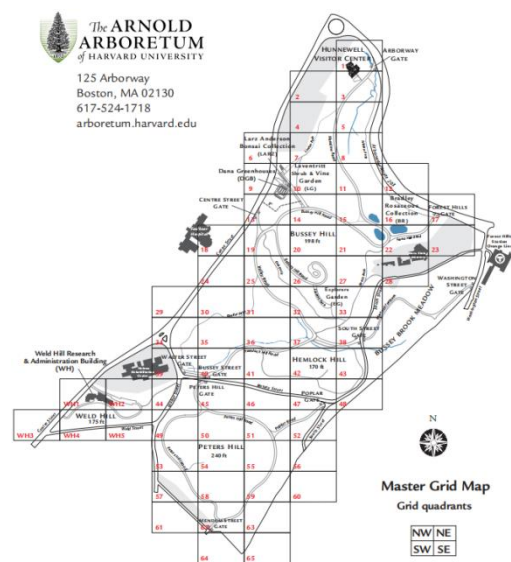 The ARNOLD
ARBORETUM
of HARVARD UNIVERSITY
125 Arborway
Boston, MA 02130
617-524-1718
arboretum.harvard.edu
HUNNEWELL
VISITOR CENTER
ARBORWAY
GATE
1
2
3
4
5
6
7
8
Larz Anderson
Bonsai Collection
(LARZ)
Dana Greenhouses
(DGH)
Leventritt
Shrub & Vine
Garden
(LG)
9
10
11
12
Bradley
Rosaceous
Collection
(BR)
FOREST HILLS
GATE
CENTRE STREET
GATE
13
14
15
16
17
BUSSEY HILL
198 ft
18
19
20
21
22
23
24
25
26
27
28
Explorers
Garden
(EG)
WASHINGTON
STREET
GATE
BUSSEY BROOK MEADOW
29
30
31
32
33
SOUTH STREET
GATE
34
35
36
37
38
Weld Hill Research
& Administration Building
(WH)
WALTER STREET
GATE
BUSSEY STREET
GATE
HEMLOCK HILL
170 ft
39
40
41
42
43
PETERS HILL
GATE
POPLAR
GATE
WELD HILL
175 ft
WH1
WH2
44
45
46
47
48
WH3
WH4
WH5
49
50
51
52
PETERS HILL
240 ft
53
54
55
56
57
58
59
60
MENDUM STREET
GATE
61
62
63
64
65
N
Master Grid Map
Grid quadrants
NW NE
SW SE